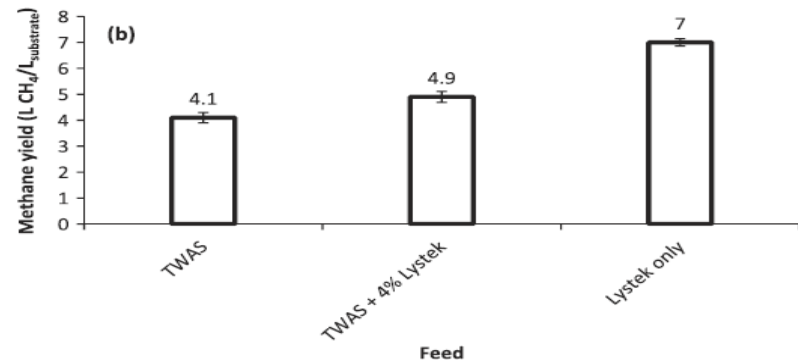 (b)
Methane yield (L CH₄/L_substrate)
8
7
6
5
4
3
2
1
0
4.1
4.9
7
TWAS
TWAS + 4% Lystek
Lystek only
Feed